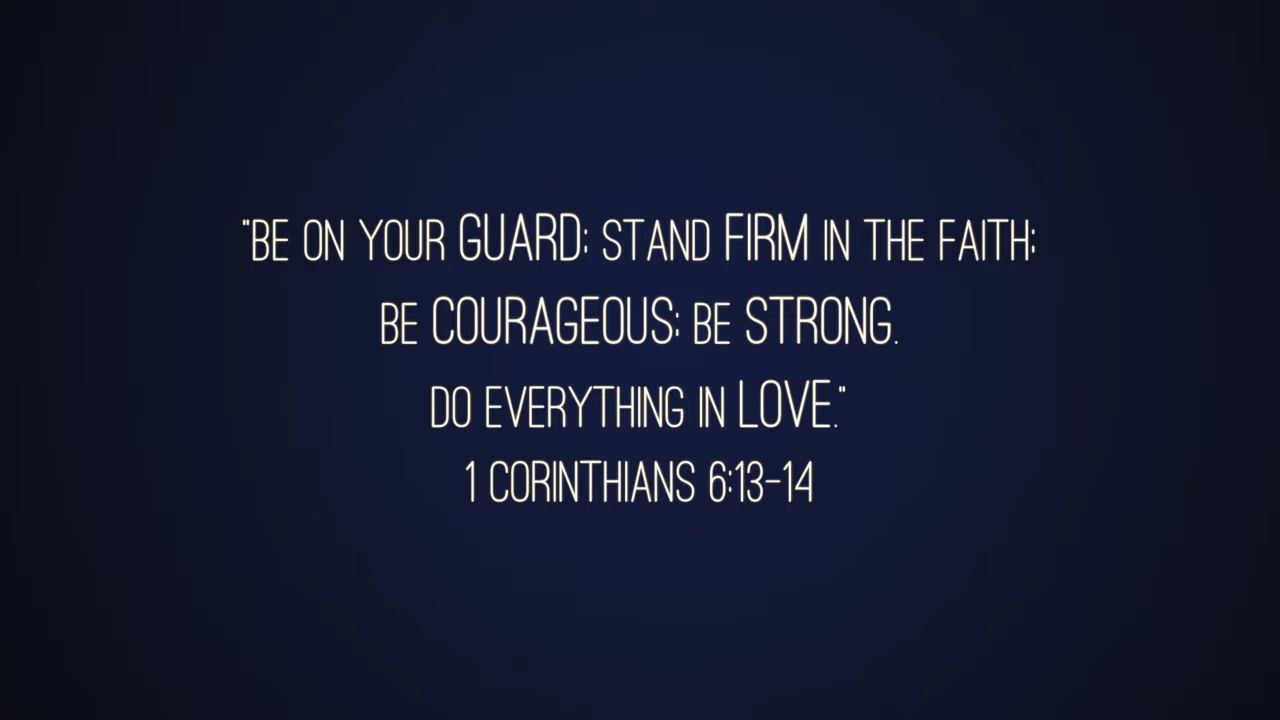 "BE ON YOUR GUARD; STAND FIRM IN THE FAITH;
BE COURAGEOUS; BE STRONG.
DO EVERYTHING IN LOVE."
1 CORINTHIANS 6:13-14